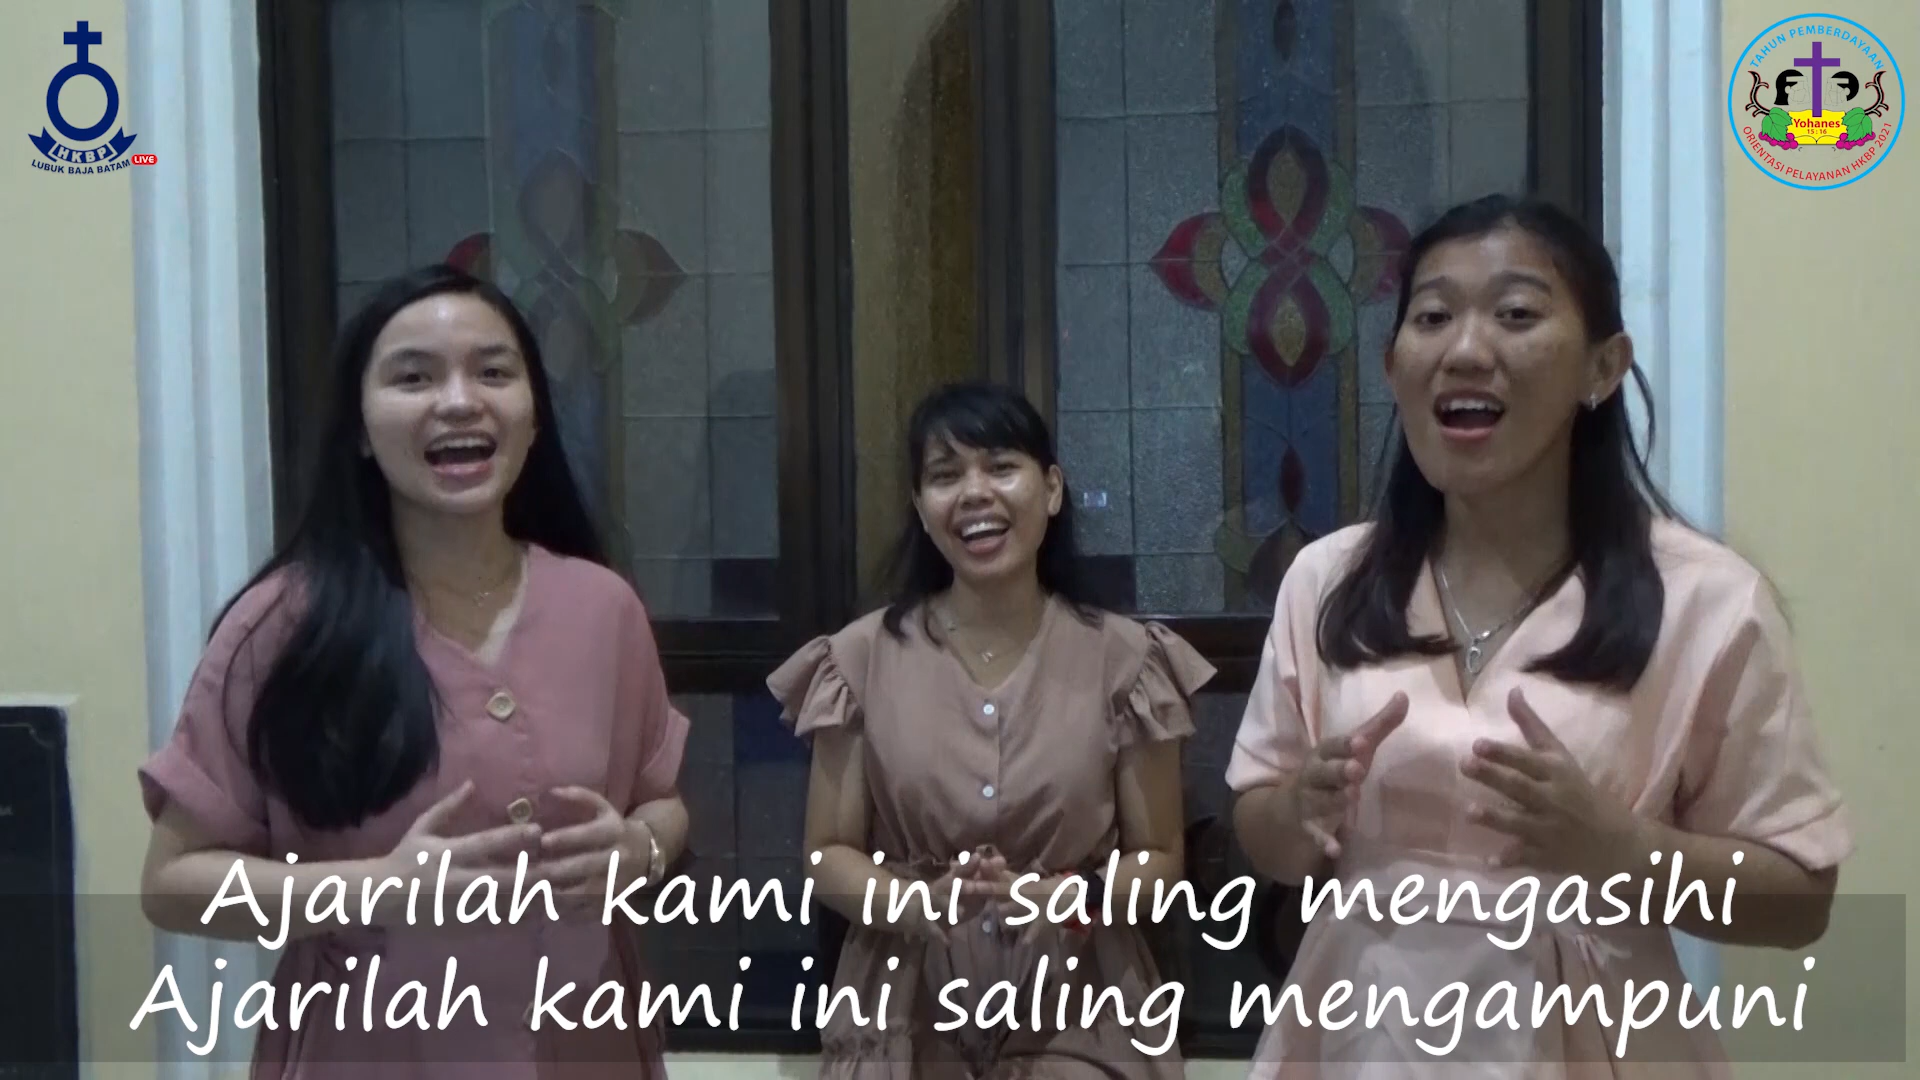 HKBP
LUBUK BAJA BATAM
LIVE
TAHUN PEMBERDAYAAN
Yohanes
15 : 16
ORIENTASI PELAYANAN HKBP 2021
Ajarilah kami ini saling mengasihi
Ajarilah kami ini saling mengampuni